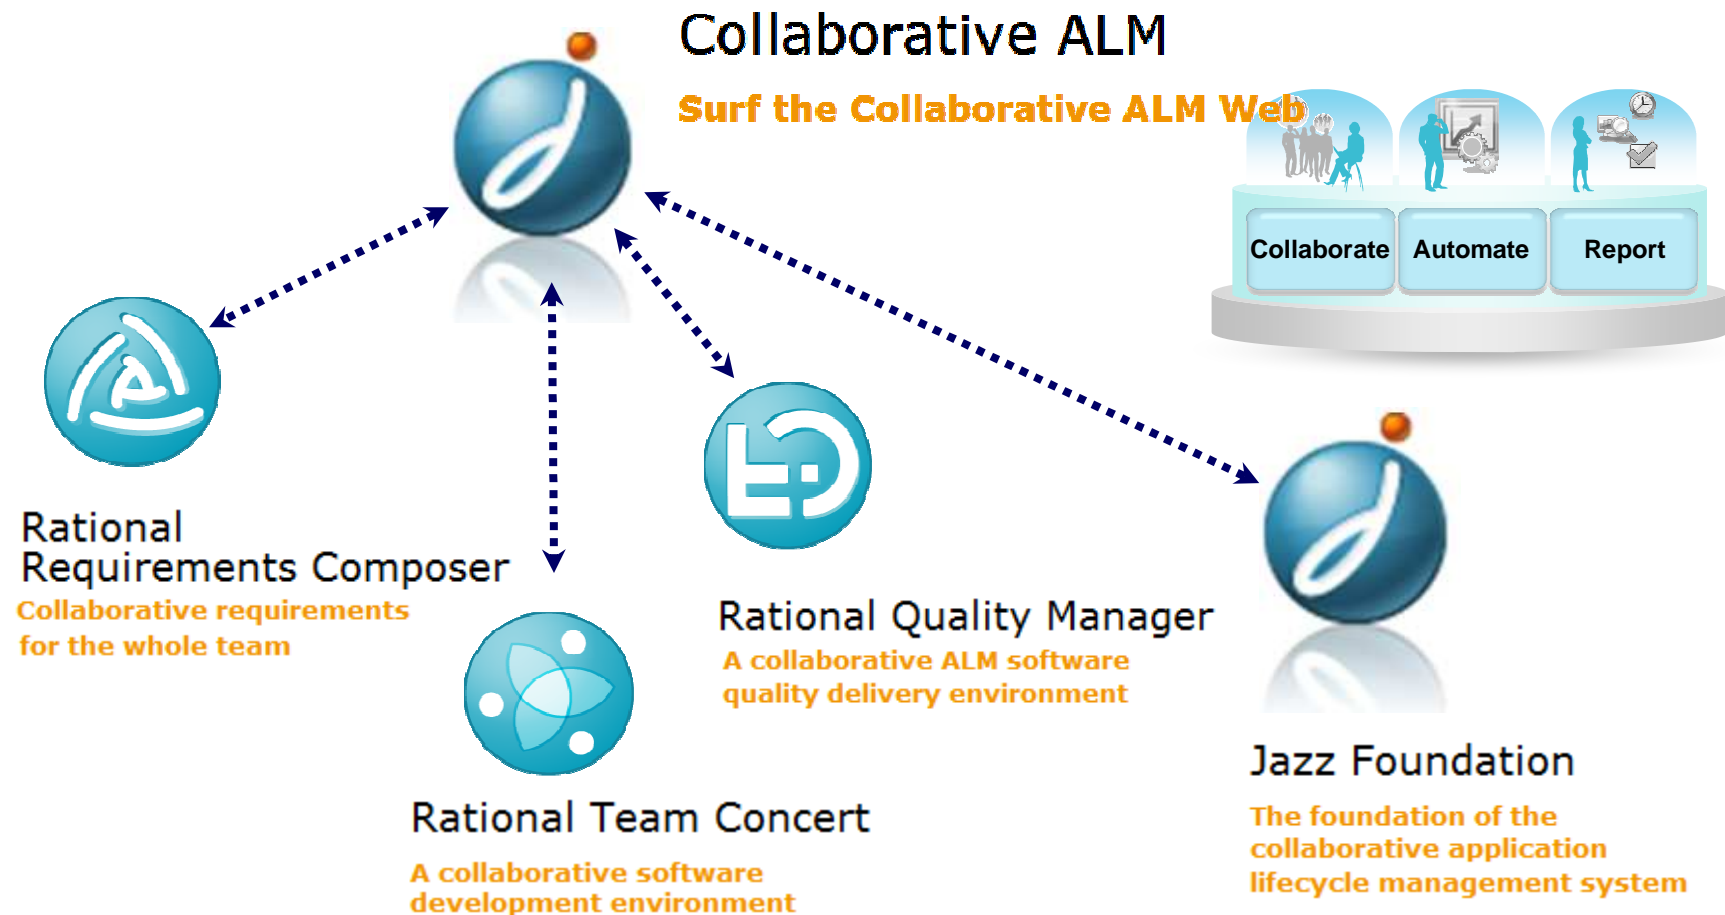 Collaborative ALM
Surf the Collaborative ALM Web
Collaborate
Automate
Report
Rational
Requirements Composer
Collaborative requirements
for the whole team
Rational Quality Manager
A collaborative ALM software
quality delivery environment
Rational Team Concert
A collaborative software
development environment
Jazz Foundation
The foundation of the
collaborative application
lifecycle management system